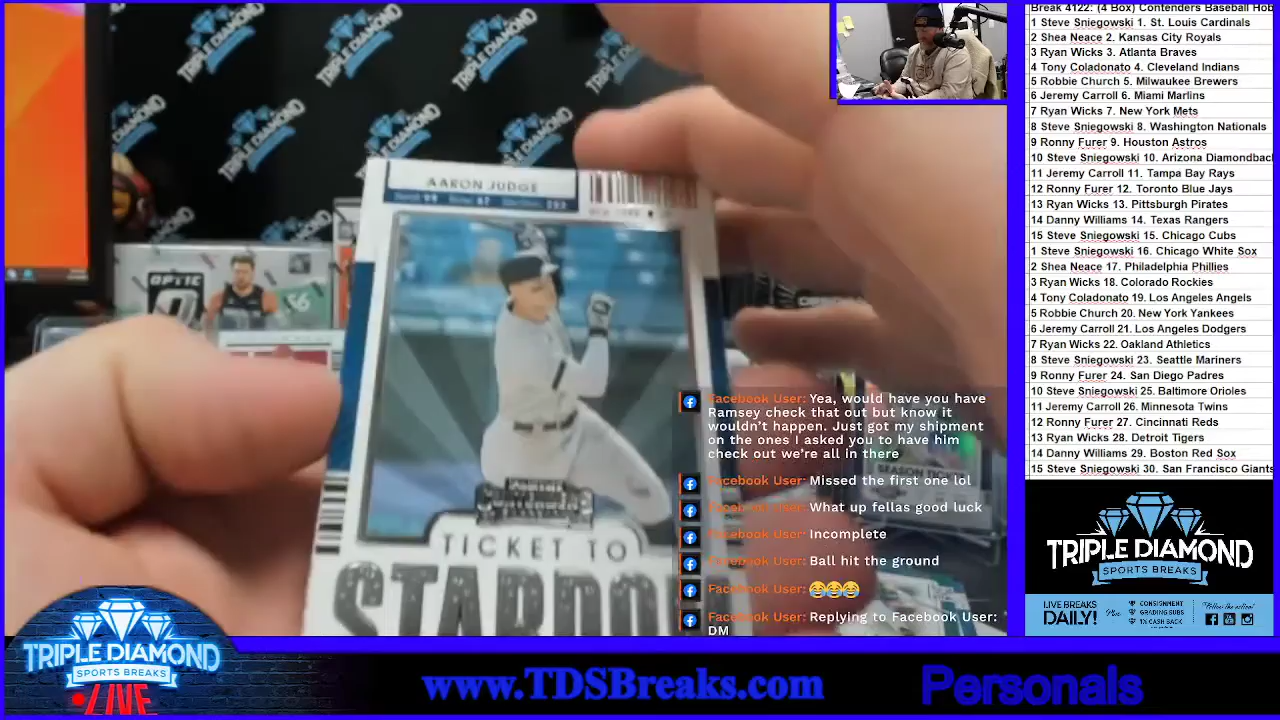 Break 4122: (4 Box) Contenders Baseball Hob
1 Steve Sniegowski 1. St. Louis Cardinals
2 Shea Neace 2. Kansas City Royals
3 Ryan Wicks 3. Atlanta Braves
4 Tony Coladonato 4. Cleveland Indians
5 Robbie Church 5. Milwaukee Brewers
6 Jeremy Carroll 6. Miami Marlins
7 Ryan Wicks 7. New York Mets
8 Steve Sniegowski 8. Washington Nationals
9 Ronny Furer 9. Houston Astros
10 Steve Sniegowski 10. Arizona Diamondbac
11 Jeremy Carroll 11. Tampa Bay Rays
12 Ronny Furer 12. Toronto Blue Jays
13 Ryan Wicks 13. Pittsburgh Pirates
14 Danny Williams 14. Texas Rangers
15 Steve Sniegowski 15. Chicago Cubs
1 Steve Sniegowski 16. Chicago White Sox
2 Shea Neace 17. Philadelphia Phillies
3 Ryan Wicks 18. Colorado Rockies
4 Tony Coladonato 19. Los Angeles Angels
5 Robbie Church 20. New York Yankees
6 Jeremy Carroll 21. Los Angeles Dodgers
7 Ryan Wicks 22. Oakland Athletics
8 Steve Sniegowski 23. Seattle Mariners
9 Ronny Furer 24. San Diego Padres
10 Steve Sniegowski 25. Baltimore Orioles
11 Jeremy Carroll 26. Minnesota Twins
12 Ronny Furer 27. Cincinnati Reds
13 Ryan Wicks 28. Detroit Tigers
14 Danny Williams 29. Boston Red Sox
15 Steve Sniegowski 30. San Francisco Giants
TRIPLE DIAMOND
SPORTS BREAKS
LIVE BREAKS
DAILY!
Plus
CONSIGNMENT
GRADING SUBS
1% CASH BACK
Follow the action!
AARON JUDGE
OPTIC
TICKET TO
STARDO
SEASON TICKET
Facebook User: Yea, would have you have
Ramsey check that out but know it
wouldn't happen. Just got my shipment
on the ones I asked you to have him
check out we're all in there
Facebook User: Missed the first one lol
Facebook User: What up fellas good luck
Facebook User: Incomplete
Facebook User: Ball hit the ground
Facebook User: 😂😂😂
Facebook User: Replying to Facebook User:
DM
TRIPLE DIAMOND
SPORTS BREAKS
LIVE
www.TDSBreaks.com
Personals